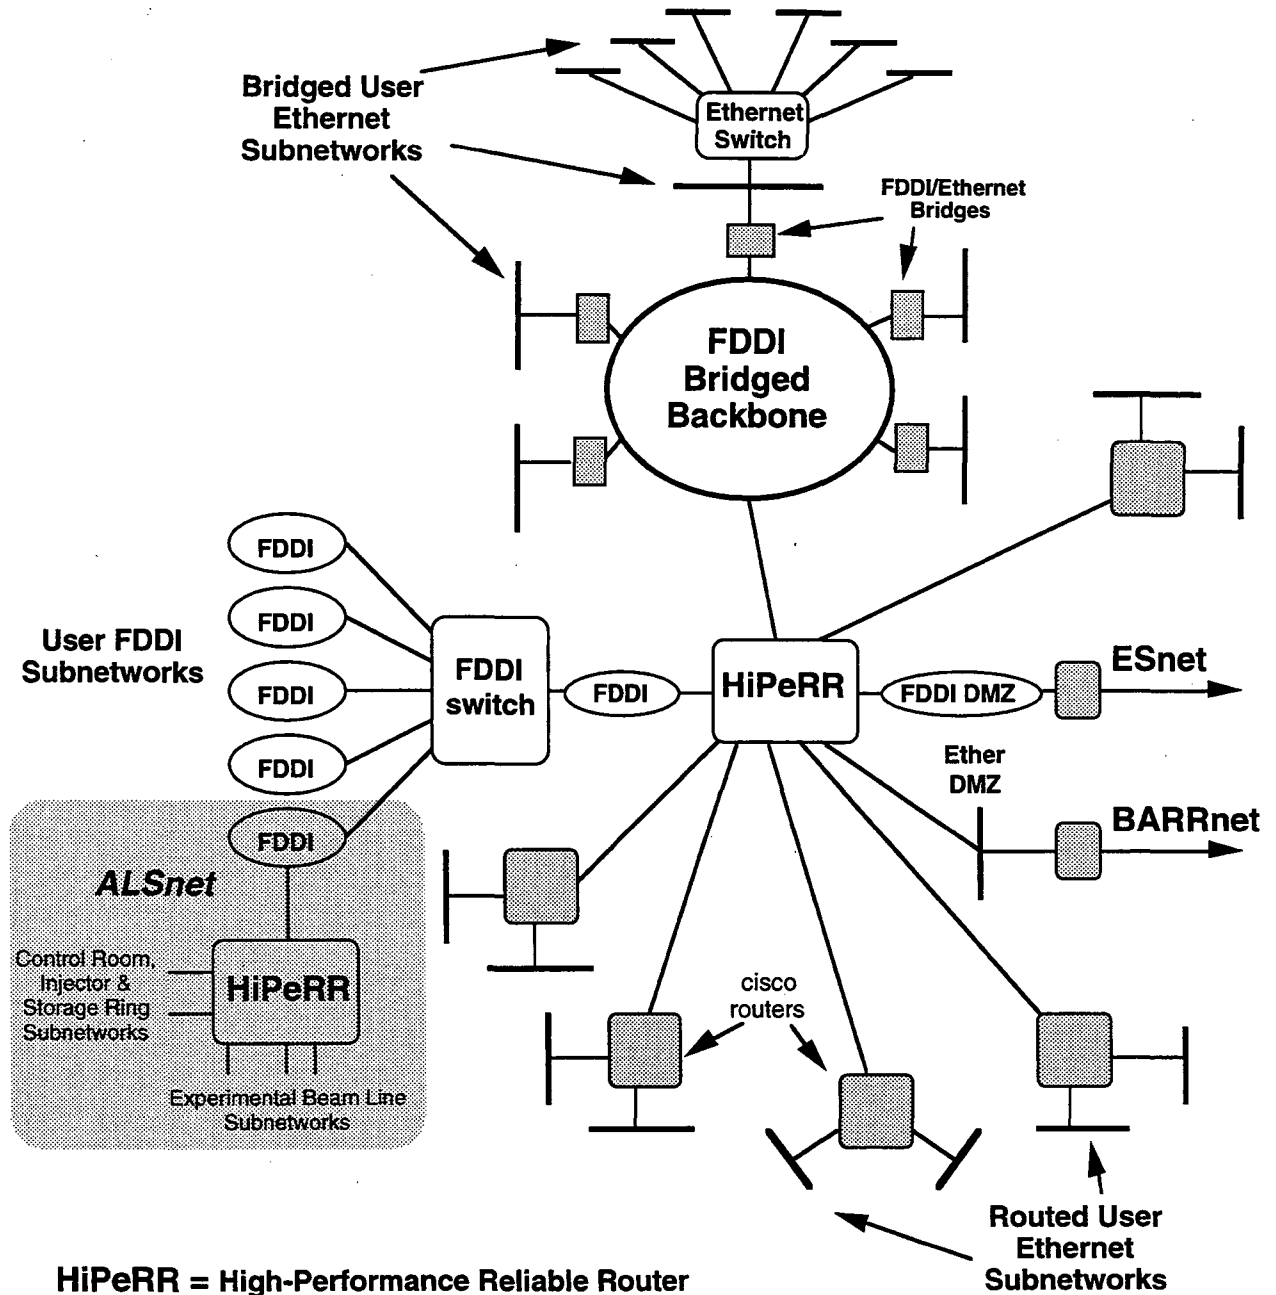 Bridged User
Ethernet
Subnetworks
Ethernet
Switch
FDDI/Ethernet
Bridges
FDDI
Bridged
Backbone
FDDI
FDDI
User FDDI
Subnetworks
FDDI
FDDI
FDDI
switch
FDDI
HiPeRR
FDDI DMZ
ESnet
Ether
DMZ
BARRnet
FDDI
ALSnet
Control Room,
Injector &
Storage Ring
Subnetworks
HiPeRR
Experimental Beam Line
Subnetworks
cisco
routers
Routed User
Ethernet
Subnetworks
HiPeRR = High-Performance Reliable Router